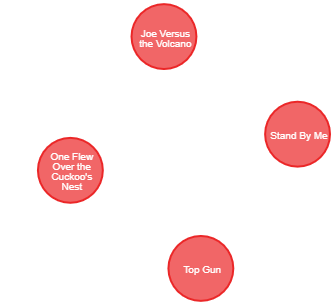 Joe Versus
the Volcano
Stand By Me
One Flew
Over the
Cuckoo's
Nest
Top Gun